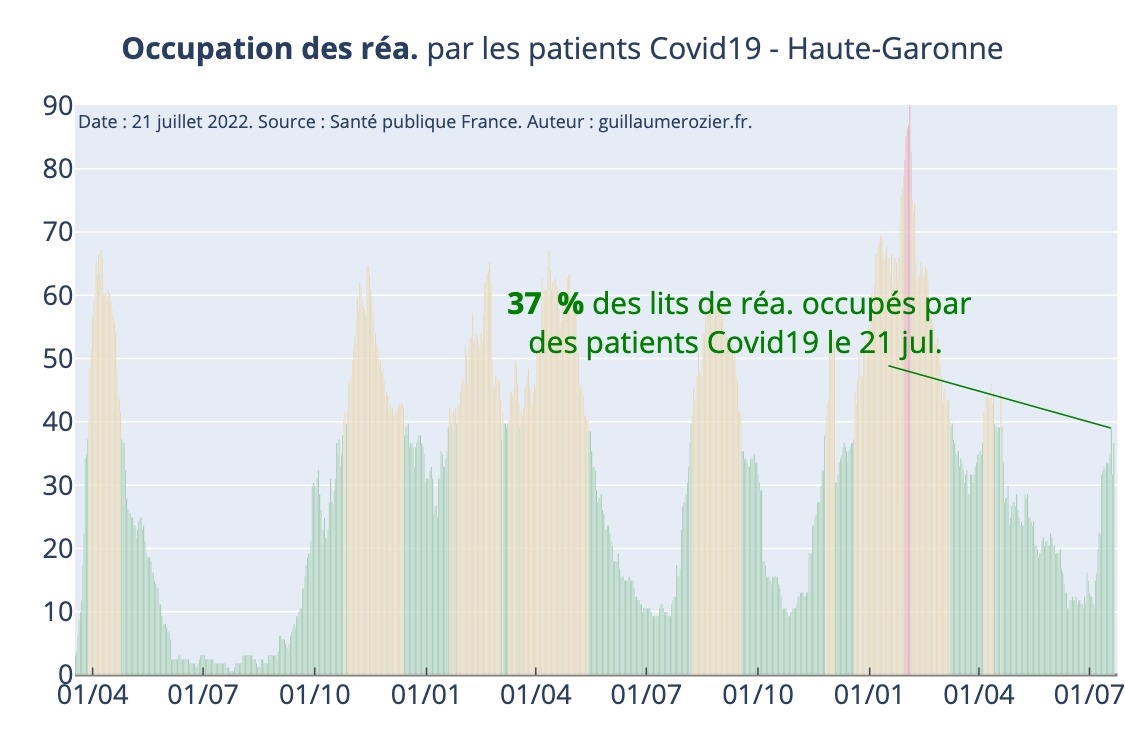 Occupation des réa. par les patients Covid19 - Haute-Garonne
90
Date : 21 juillet 2022. Source : Santé publique France. Auteur : guillaumerozier.fr.
80
70
60
37 % des lits de réa. occupés par
des patients Covid19 le 21 jul.
50
40
30
20
10
0
01/04 01/07 01/10 01/01 01/04 01/07 01/10 01/01 01/04 01/07